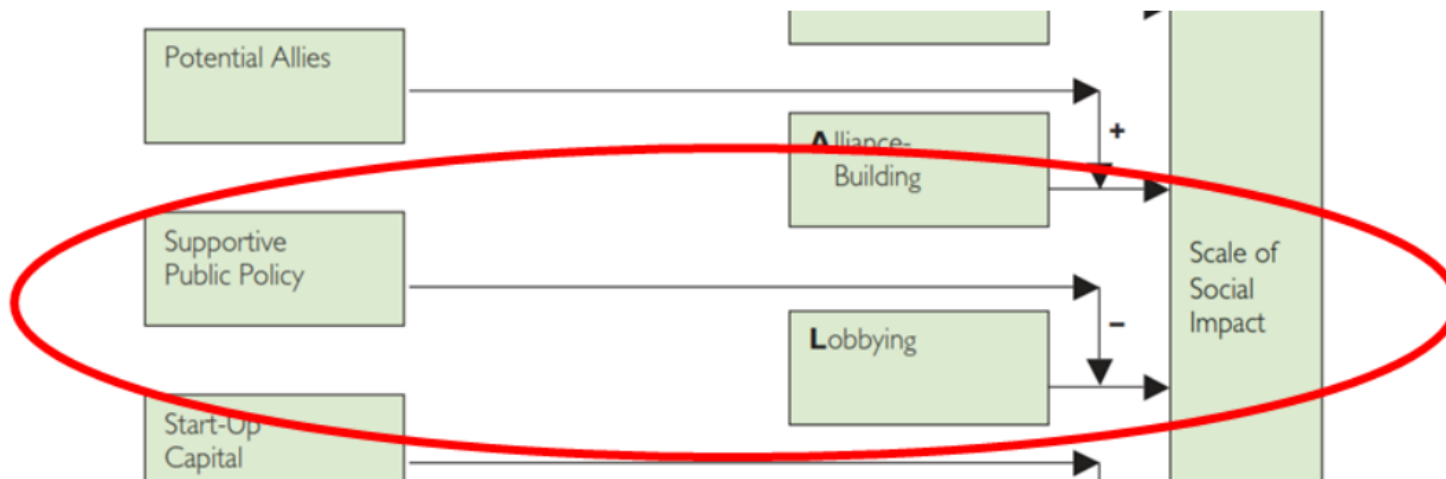 Potential Allies
+
Alliance-
Building
Supportive
Public Policy
Scale of
Social
Impact
–
Lobbying
Start-Up
Capital